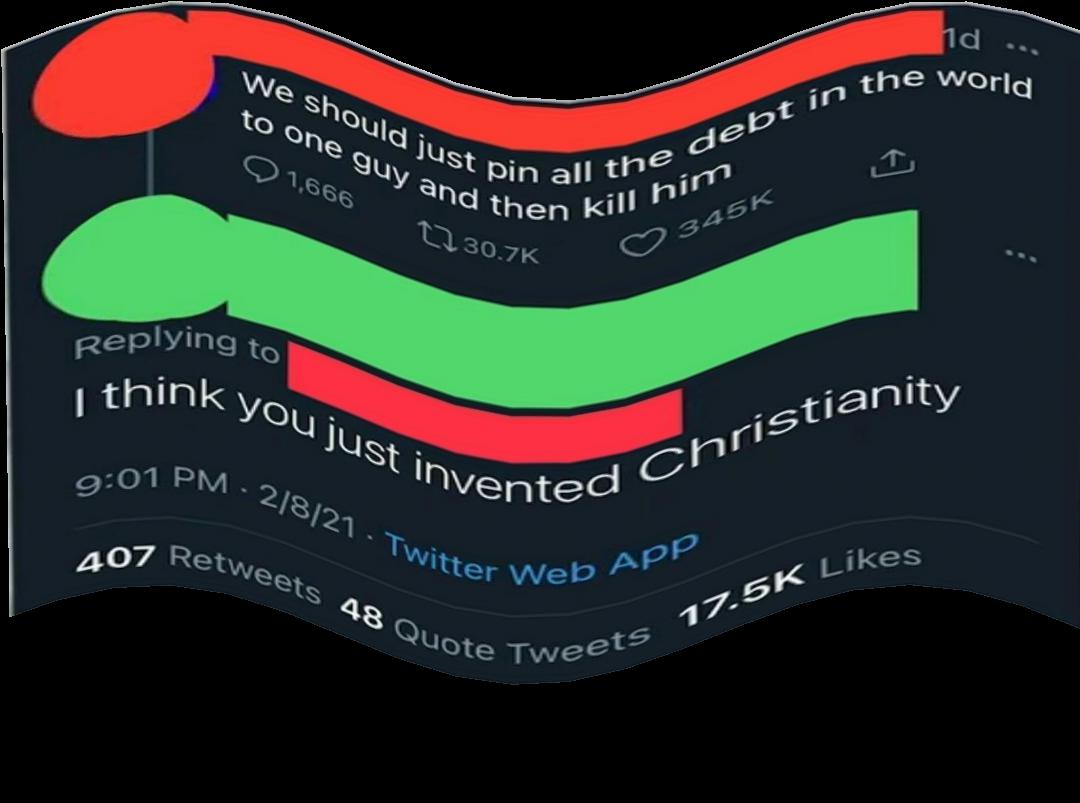 1d ...
We should just pin all the debt in the world
to one guy and then kill him
1,666 30.7K 345K
...
Replying to
I think you just invented Christianity
9:01 PM · 2/8/21 · Twitter Web App
407 Retweets 48 Quote Tweets 17.5K Likes